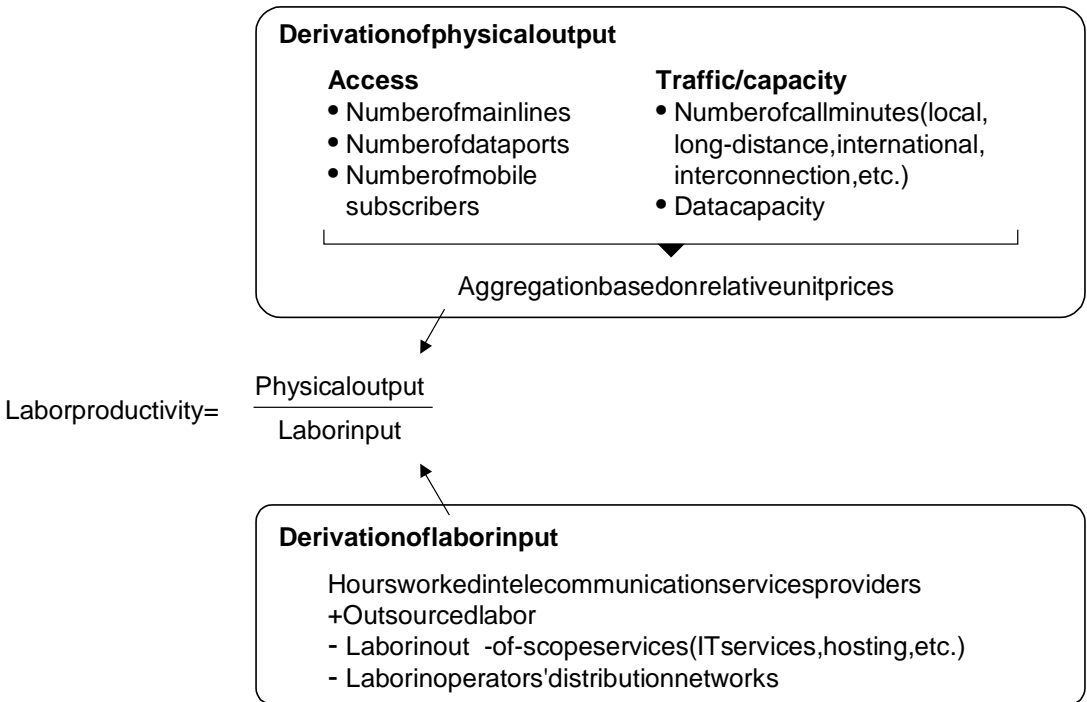 Derivationofphysicaloutput
Access
• Numberofmainlines
• Numberofdataports
• Numberofmobile
subscribers
Traffic/capacity
• Numberofcallminutes(local,
long-distance,international,
interconnection,etc.)
• Datacapacity
Aggregationbasedonrelativeunitprices
Laborproductivity=
Physicaloutput
Laborinput
Derivationoflaborinput
Hoursworkedintelecommunicationservicesproviders
+Outsourcedlabor
- Laborinout -of-scopeservices(ITservices,hosting,etc.)
- Laborinoperators'distributionnetworks